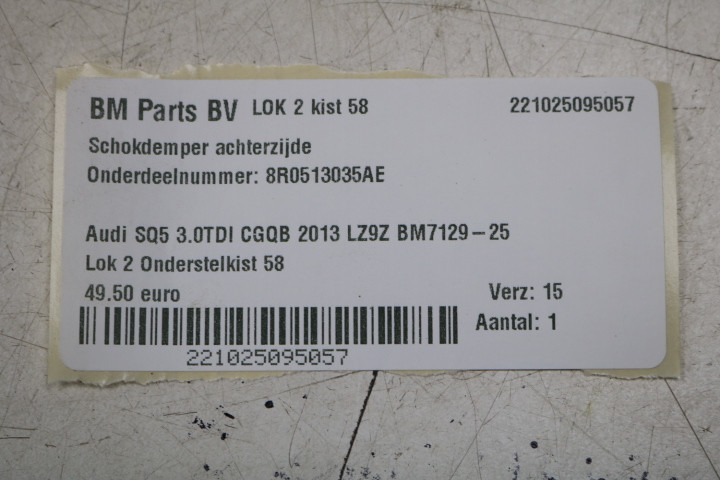 BM Parts BV LOK 2 kist 58 221025095057
Schokdemper achterzijde
Onderdeelnummer: 8R0513035AE
Audi SQ5 3.0TDI CGQB 2013 LZ9Z BM7129-25
Lok 2 Onderstelkist 58
49.50 euro Verz: 15
Aantal: 1
221025095057